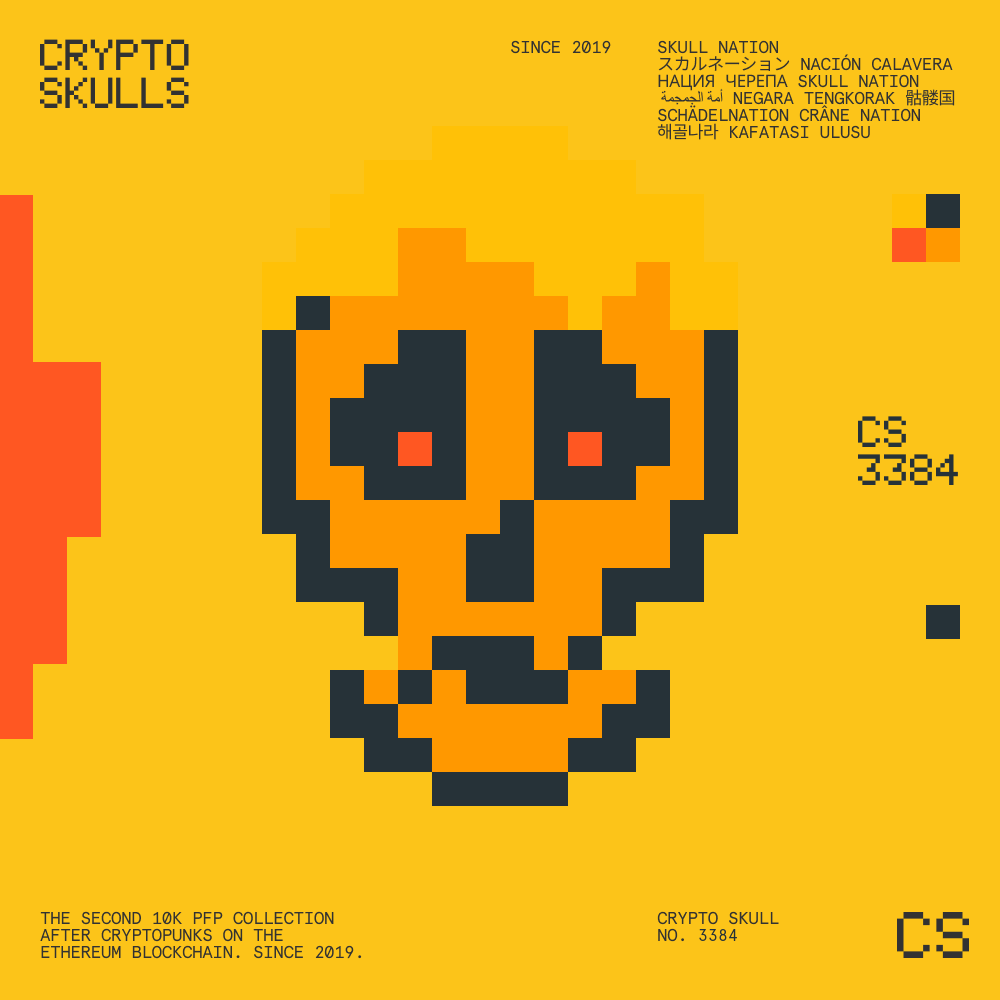 CRYPTO
SKULLS
SINCE 2019
SKULL NATION
スカルネーション NACIÓN CALAVERA
НАЦИЯ ЧЕРЕПА SKULL NATION
أمة الجمجمة NEGARA TENGKORAK 骷髅国
SCHÄDELNATION CRÂNE NATION
해골나라 KAFATASI ULUSU
CS
3384
THE SECOND 10K PFP COLLECTION
AFTER CRYPTOPUNKS ON THE
ETHEREUM BLOCKCHAIN. SINCE 2019.
CRYPTO SKULL
NO. 3384
CS